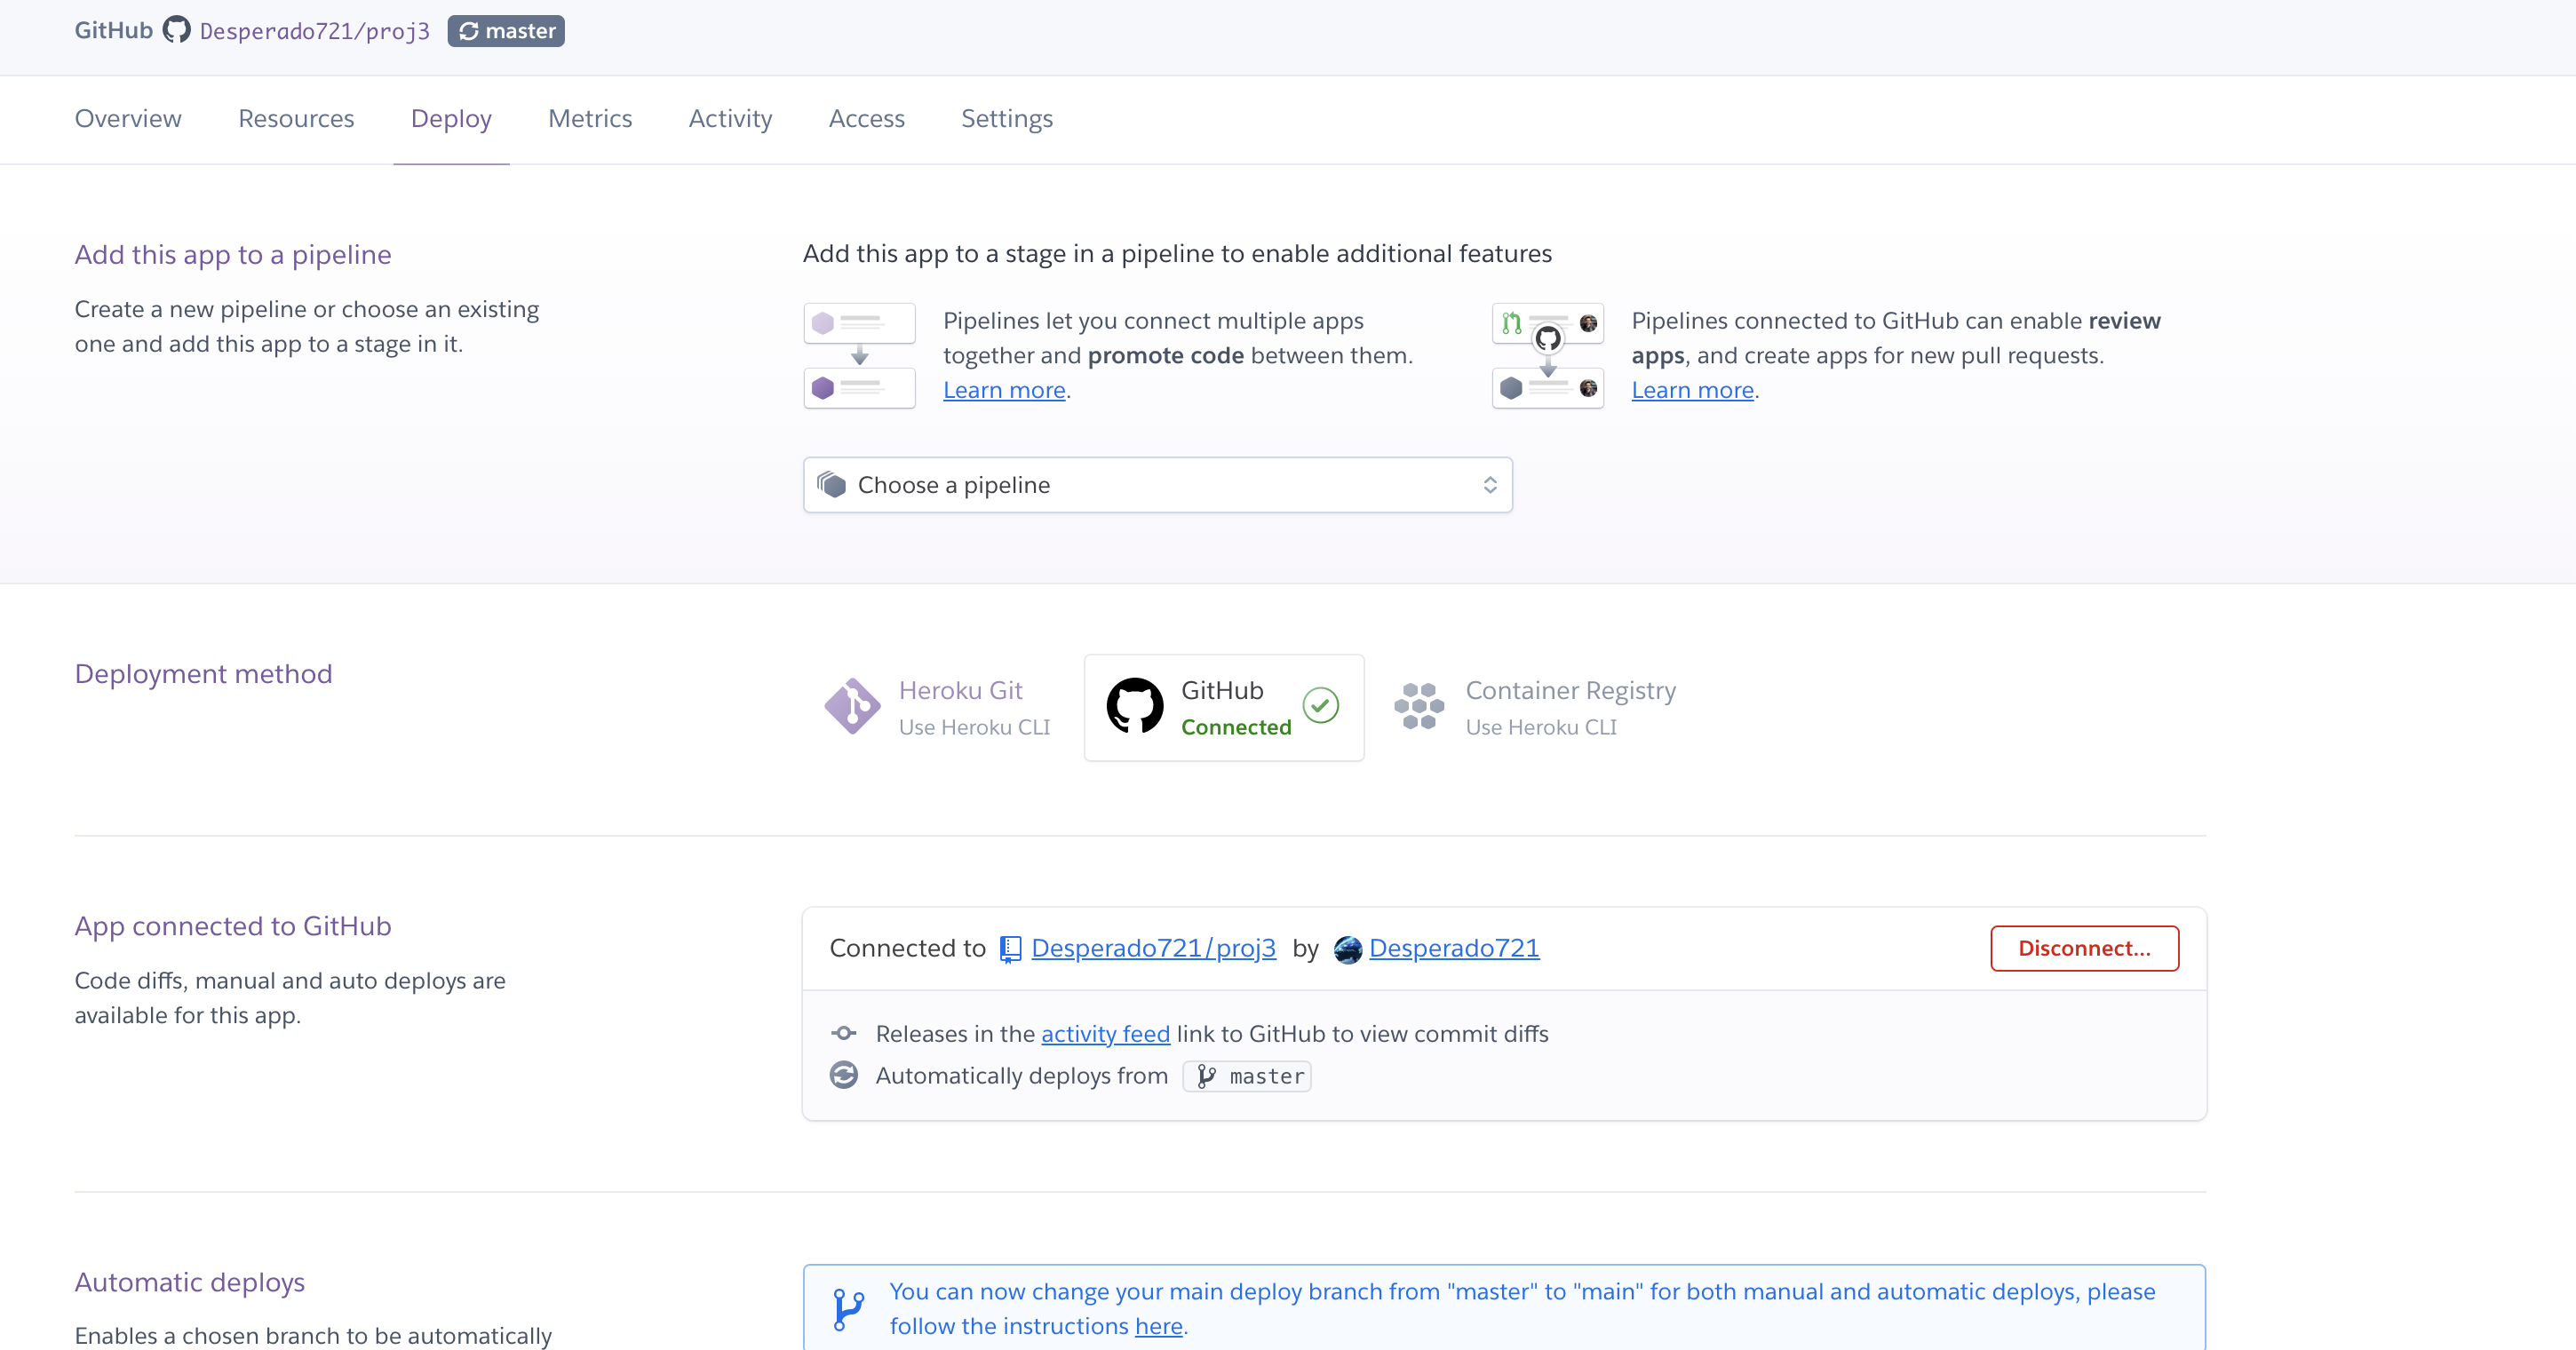 GitHub Desperado721/proj3 master
Overview Resources Deploy Metrics Activity Access Settings
Add this app to a pipeline
Create a new pipeline or choose an existing
one and add this app to a stage in it.
Add this app to a stage in a pipeline to enable additional features
Pipelines let you connect multiple apps
together and promote code between them.
Learn more.
Pipelines connected to GitHub can enable review
apps, and create apps for new pull requests.
Learn more.
Choose a pipeline
Deployment method
Heroku Git
Use Heroku CLI
GitHub
Connected
Container Registry
Use Heroku CLI
App connected to GitHub
Code diffs, manual and auto deploys are
available for this app.
Connected to Desperado721/proj3 by Desperado721
Disconnect...
Releases in the activity feed link to GitHub to view commit diffs
Automatically deploys from master
Automatic deploys
Enables a chosen branch to be automatically
You can now change your main deploy branch from "master" to "main" for both manual and automatic deploys, please
follow the instructions here.